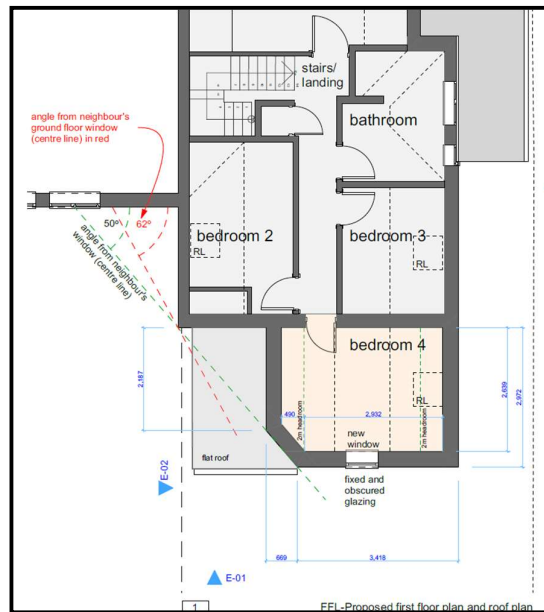 stairs/
landing
angle from neighbour's
ground floor window
(centre line) in red
bathroom
50º
62º
angle from neighbour's
window (centre line)
bedroom 2
RL
bedroom 3
RL
bedroom 4
RL
2,187
490
2,932
2m headroom
2m headroom
2,639
2,972
new
window
flat roof
fixed and
obscured
glazing
E-02
669
3,418
E-01
1
FFL-Proposed first floor plan and roof plan